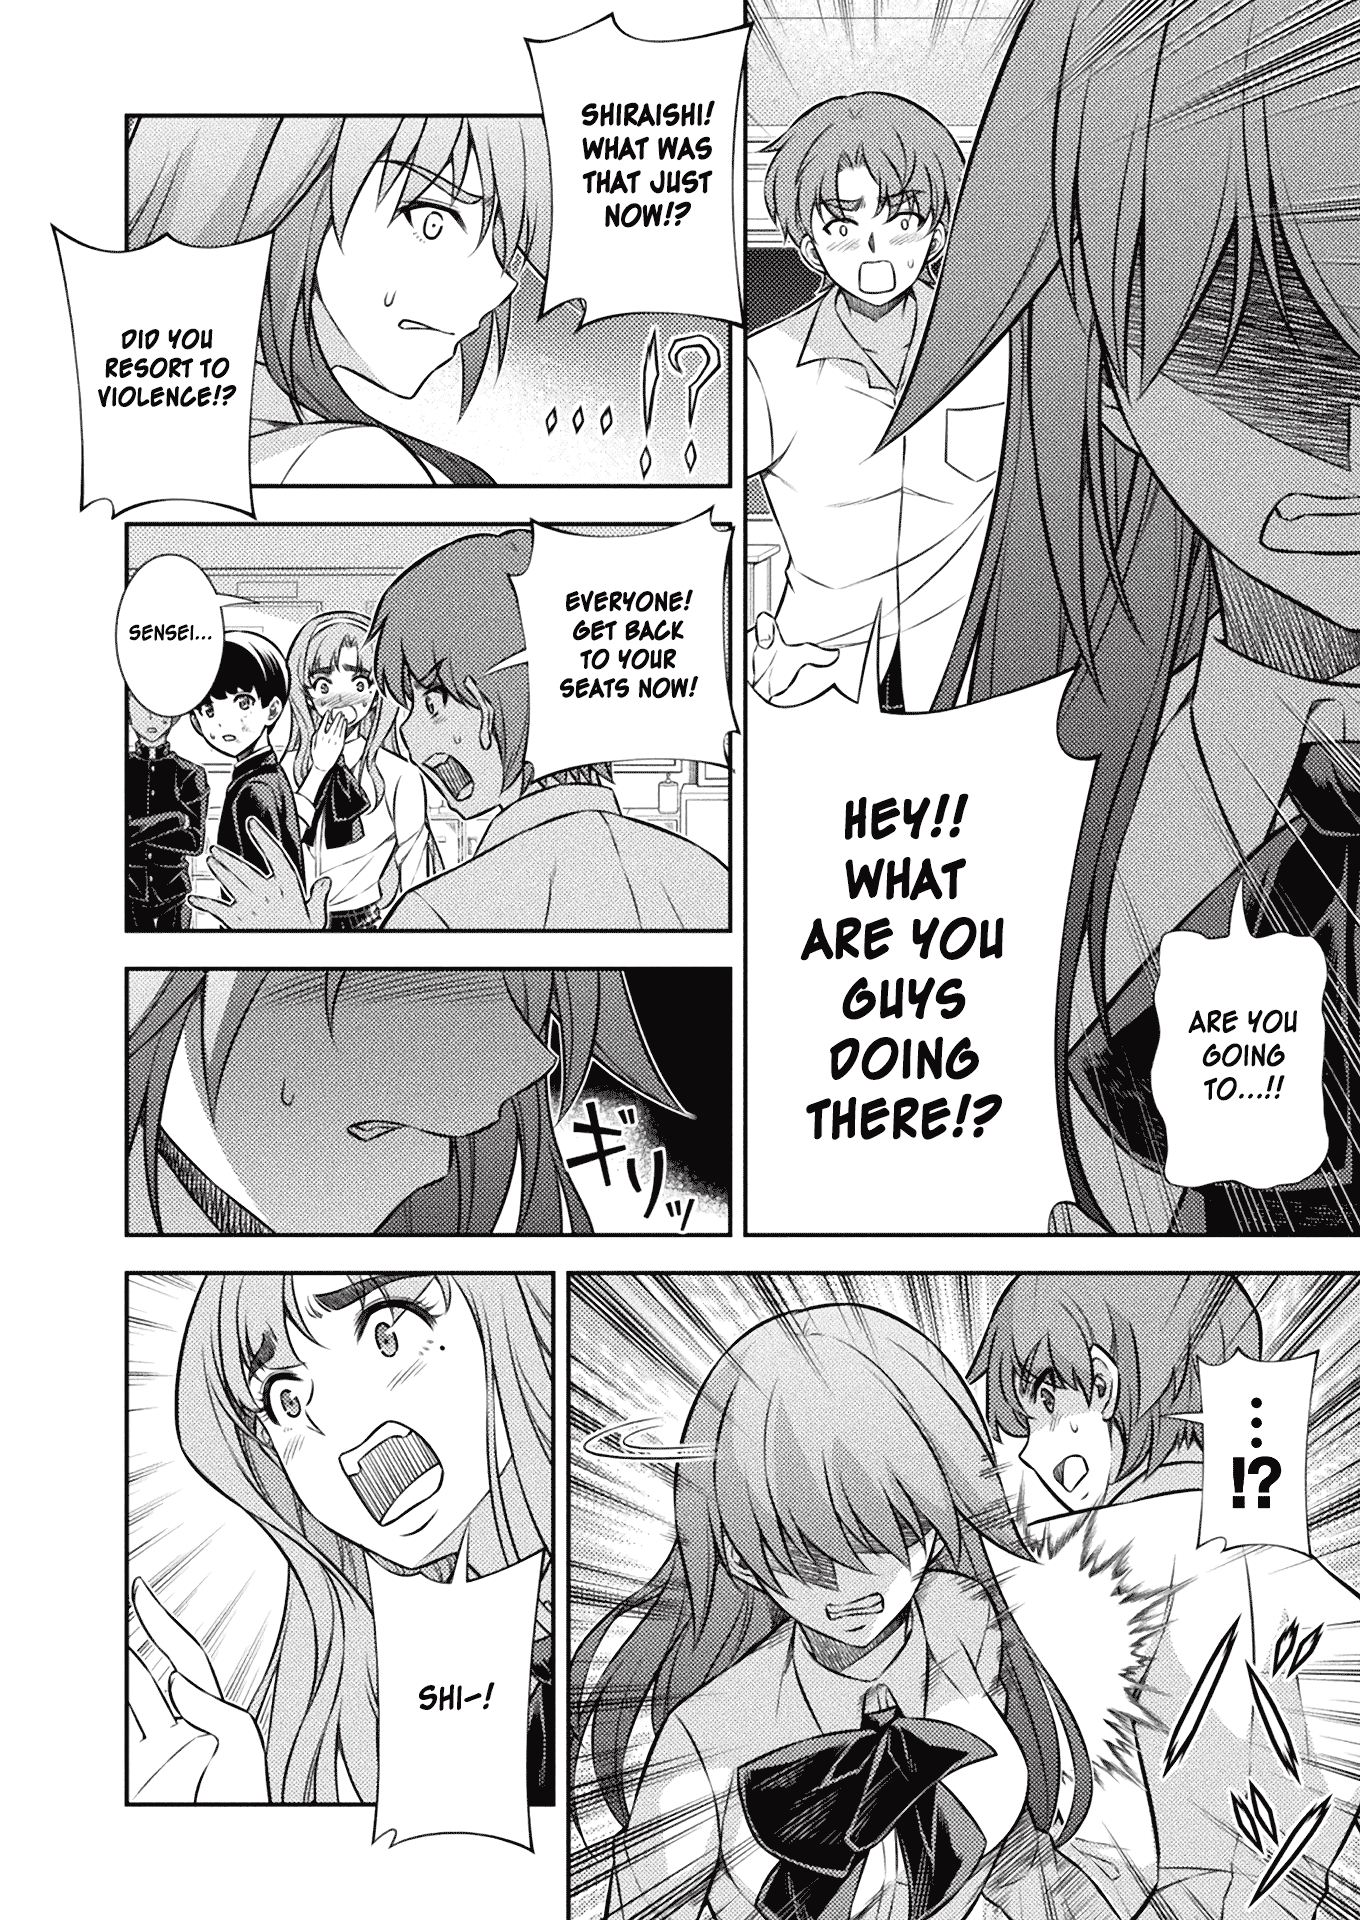 ARE YOU
GOING
TO...!!
HEY!!
WHAT
ARE YOU
GUYS
DOING
THERE!?
SHIRAISHI!
WHAT WAS
THAT JUST
NOW!?
!?
...
DID YOU
RESORT TO
VIOLENCE!?
EVERYONE!
GET BACK
TO YOUR
SEATS NOW!
SENSEI...
ギリッ
....
!?
SHI-!